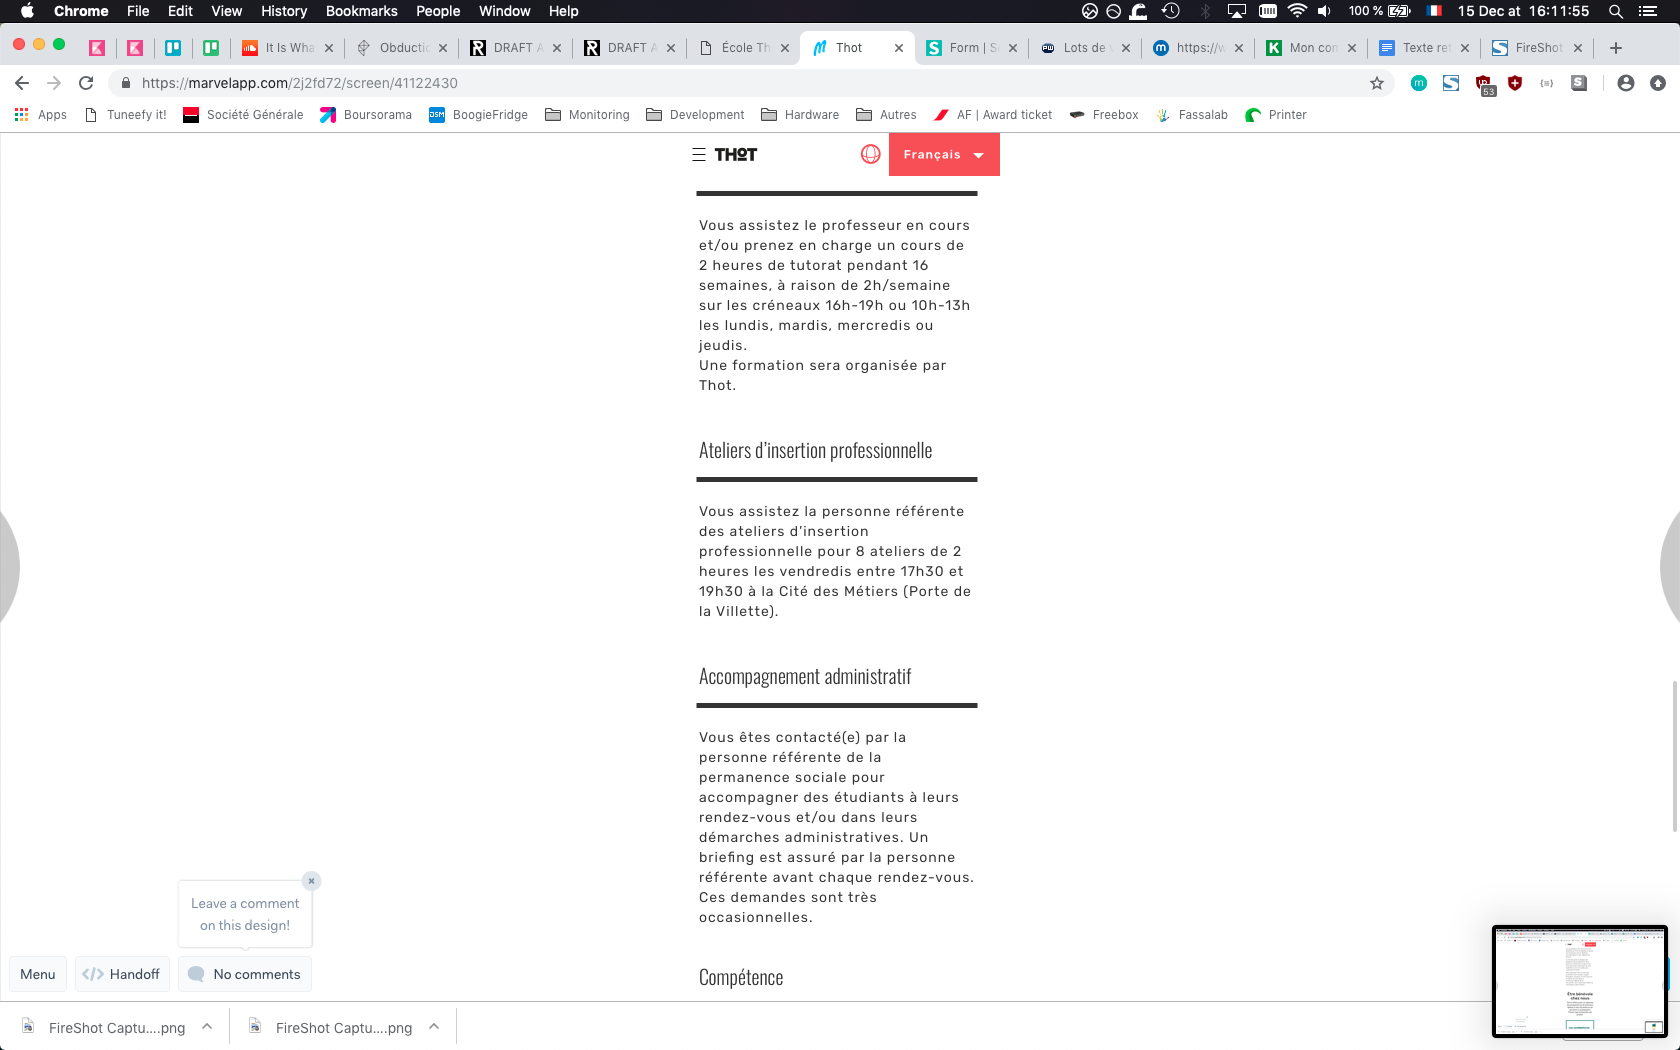 Chrome File Edit View History Bookmarks People Window Help 100 % 15 Dec at 16:11:55
It Is Wha Obductio DRAFT A DRAFT A École Th Thot Form | S Lots de https://w Mon con Texte ret FireShot
https://marvelapp.com/2j2fd72/screen/41122430
53
Apps Tuneefy it! Société Générale Boursorama BoogieFridge Monitoring Development Hardware Autres AF | Award ticket Freebox Fassalab Printer
THOT Français
Vous assistez le professeur en cours
et/ou prenez en charge un cours de
2 heures de tutorat pendant 16
semaines, à raison de 2h/semaine
sur les créneaux 16h-19h ou 10h-13h
les lundis, mardis, mercredis ou
jeudis.
Une formation sera organisée par
Thot.
Ateliers d'insertion professionnelle
Vous assistez la personne référente
des ateliers d'insertion
professionnelle pour 8 ateliers de 2
heures les vendredis entre 17h30 et
19h30 à la Cité des Métiers (Porte de
la Villette).
Accompagnement administratif
Vous êtes contacté(e) par la
personne référente de la
permanence sociale pour
accompagner des étudiants à leurs
rendez-vous et/ou dans leurs
démarches administratives. Un
briefing est assuré par la personne
référente avant chaque rendez-vous.
Ces demandes sont très
occasionnelles.
Compétence
Leave a comment
on this design!
Menu Handoff No comments
FireShot Captu....png FireShot Captu....png
Être bénévole
chez nous